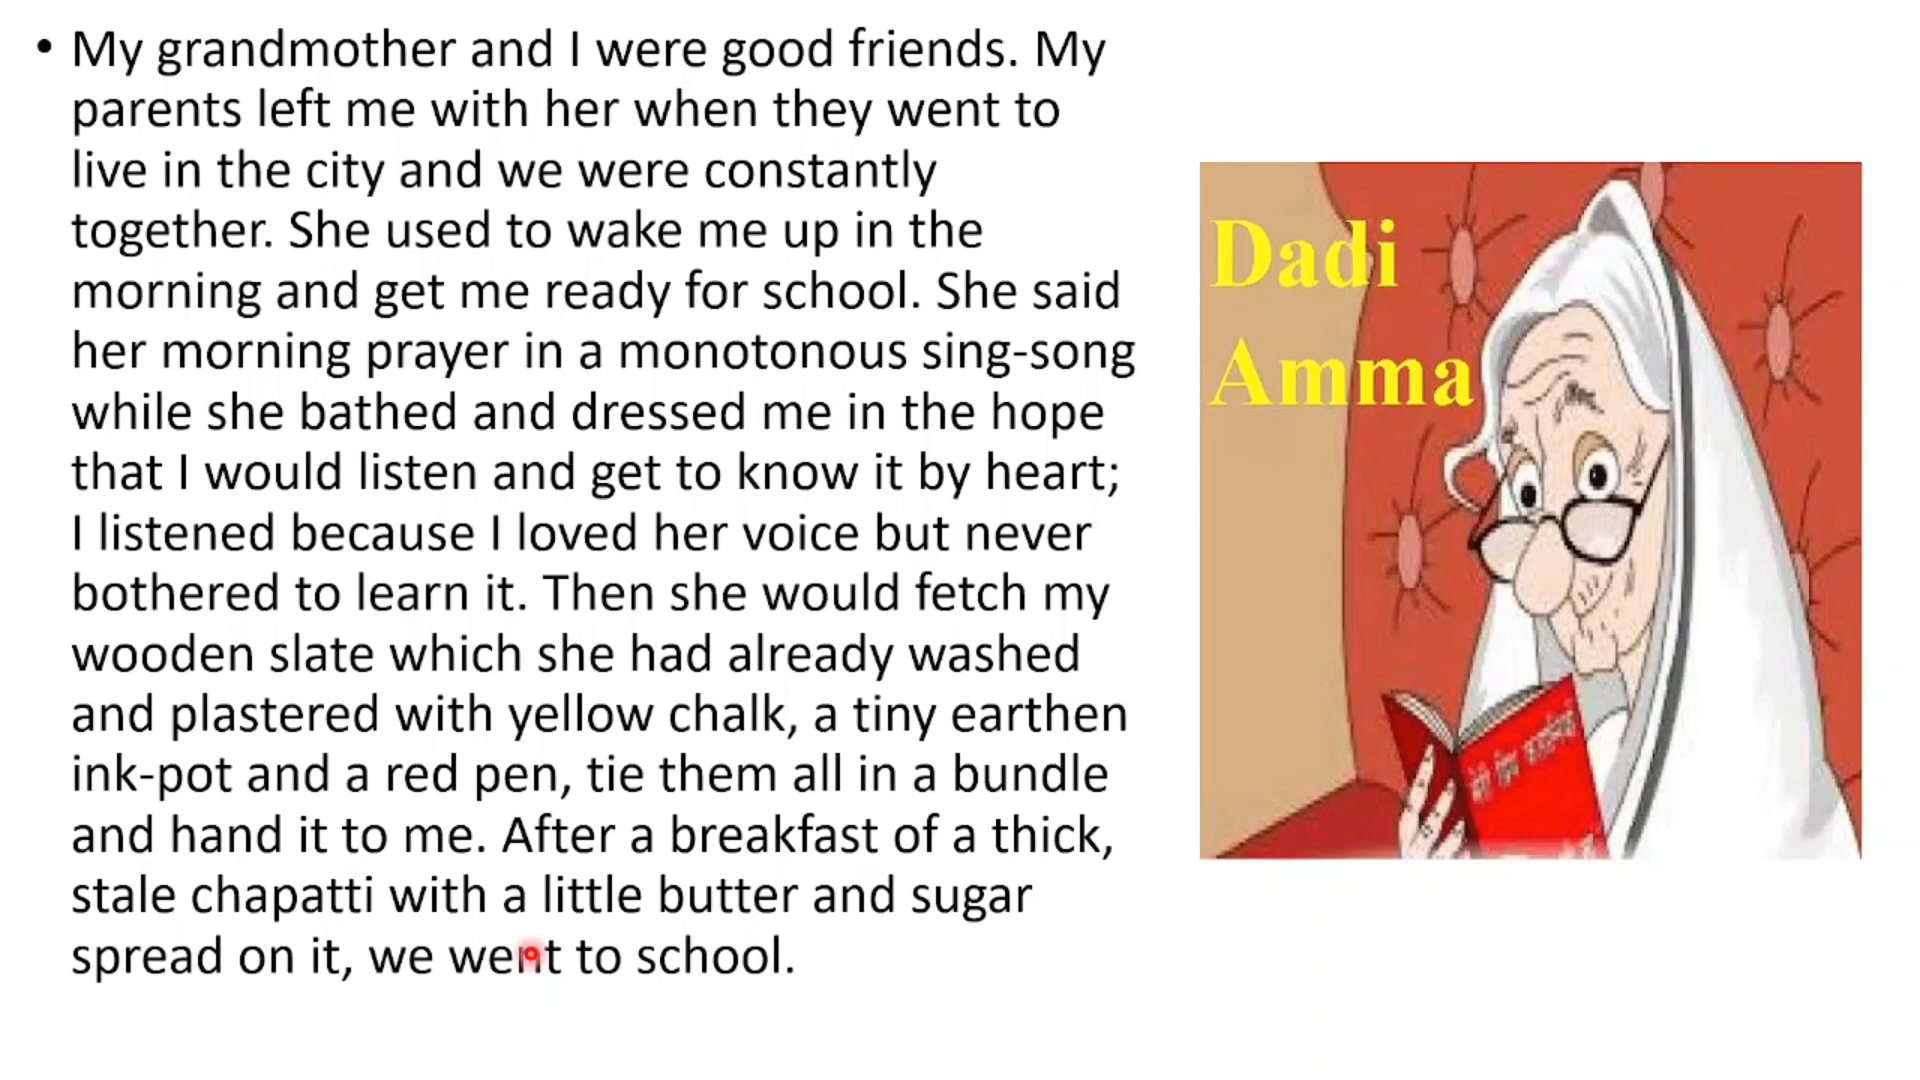 • My grandmother and I were good friends. My
parents left me with her when they went to
live in the city and we were constantly
together. She used to wake me up in the
morning and get me ready for school. She said
her morning prayer in a monotonous sing-song
while she bathed and dressed me in the hope
that I would listen and get to know it by heart;
I listened because I loved her voice but never
bothered to learn it. Then she would fetch my
wooden slate which she had already washed
and plastered with yellow chalk, a tiny earthen
ink-pot and a red pen, tie them all in a bundle
and hand it to me. After a breakfast of a thick,
stale chapatti with a little butter and sugar
spread on it, we went to school.
Dadi
Amma